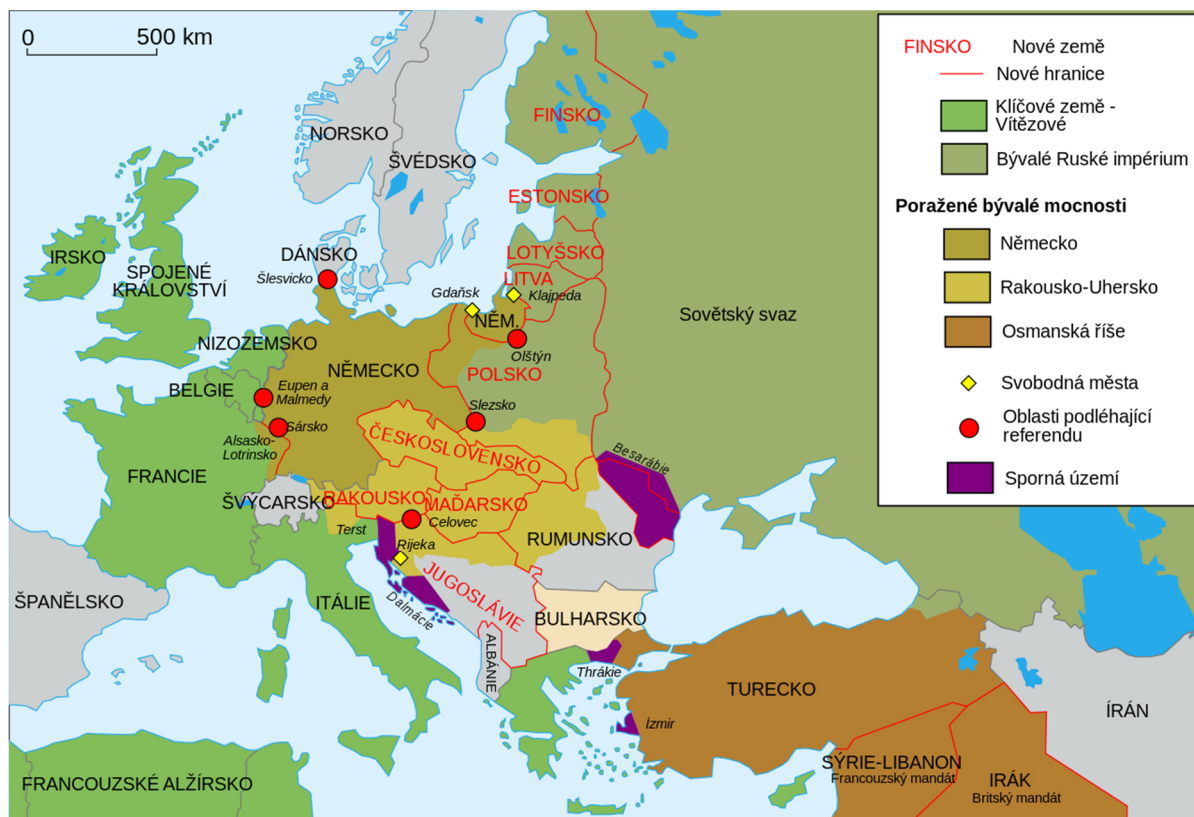 0 500 km
NORSKO
ŠVÉDSKO
FINSKO
ESTONSKO
LOTYŠSKO
LITVA
Klajpeda
DÁNSKO
Šlesvicko
IRSKO
SPOJENÉ
KRÁLOVSTVÍ
Gdaňsk
NĚM.
Olštýn
Sovětský svaz
NIZOZEMSKO
NĚMECKO
POLSKO
BELGIE
Eupen a
Malmedy
Slezsko
Sársko
Alsasko-
Lotrinsko
ČESKOSLOVENSKO
Besarábie
FRANCIE
ŠVÝCARSKO
RAKOUSKO
MAĎARSKO
Celovec
Terst
Rijeka
RUMUNSKO
ŠPANĚLSKO
ITÁLIE
Dalmácie
JUGOSLÁVIE
BULHARSKO
ALBÁNIE
Thrákie
TURECKO
İzmir
ÍRÁN
SÝRIE-LIBANON
Francouzský mandát
IRÁK
Britský mandát
FRANCOUZSKÉ ALŽÍRSKO
FINSKO Nové země
Nové hranice
Klíčové země -
Vítězové
Bývalé Ruské impérium
Poražené bývalé mocnosti
Německo
Rakousko-Uhersko
Osmanská říše
Svobodná města
Oblasti podléhající
referendu
Sporná území